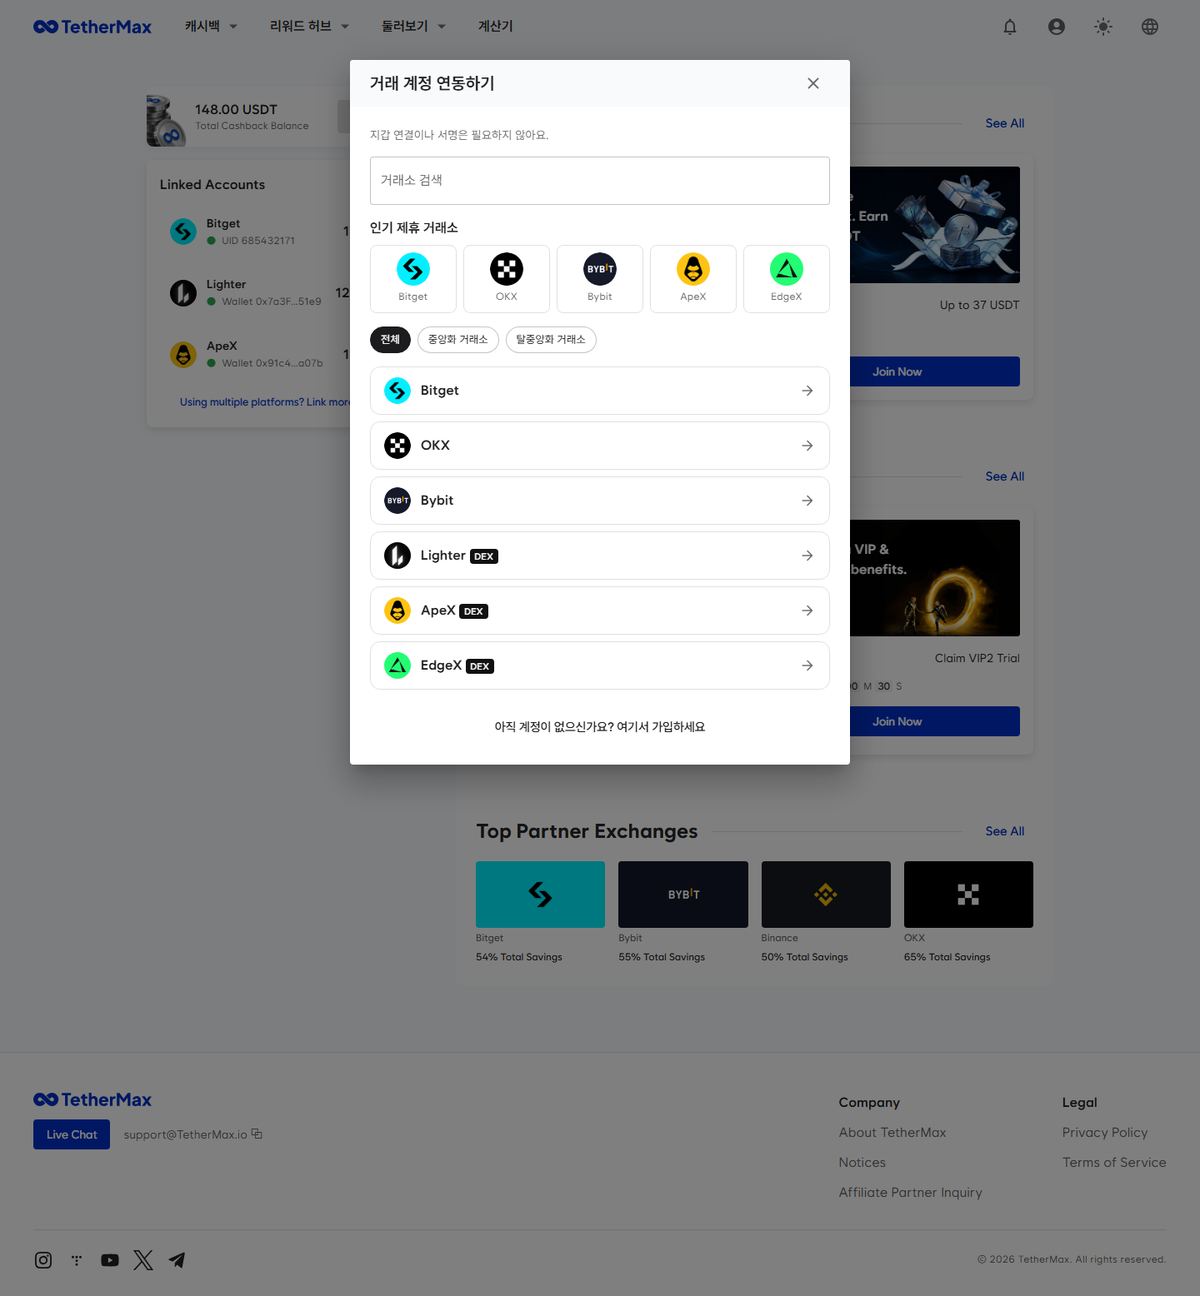 TetherMax
캐시백
리워드 허브
둘러보기
계산기
148.00 USDT
Total Cashback Balance
Linked Accounts
Bitget
UID 685432171
Lighter
Wallet 0x7a3F...51e9
ApeX
Wallet 0x91c4...a07b
Using multiple platforms? Link more
거래 계정 연동하기
지갑 연결이나 서명은 필요하지 않아요.
거래소 검색
인기 제휴 거래소
Bitget
OKX
BYBIT
Bybit
ApeX
EdgeX
전체
중앙화 거래소
탈중앙화 거래소
Bitget
OKX
BYBIT
Bybit
Lighter DEX
ApeX DEX
EdgeX DEX
아직 계정이 없으신가요? 여기서 가입하세요
See All
. Earn
Up to 37 USDT
Join Now
See All
VIP &
benefits.
Claim VIP2 Trial
M 30 S
Join Now
Top Partner Exchanges
See All
BYBIT
Bitget
Bybit
Binance
OKX
54% Total Savings
55% Total Savings
50% Total Savings
65% Total Savings
TetherMax
Live Chat
support@TetherMax.io
Company
About TetherMax
Notices
Affiliate Partner Inquiry
Legal
Privacy Policy
Terms of Service
© 2026 TetherMax. All rights reserved.